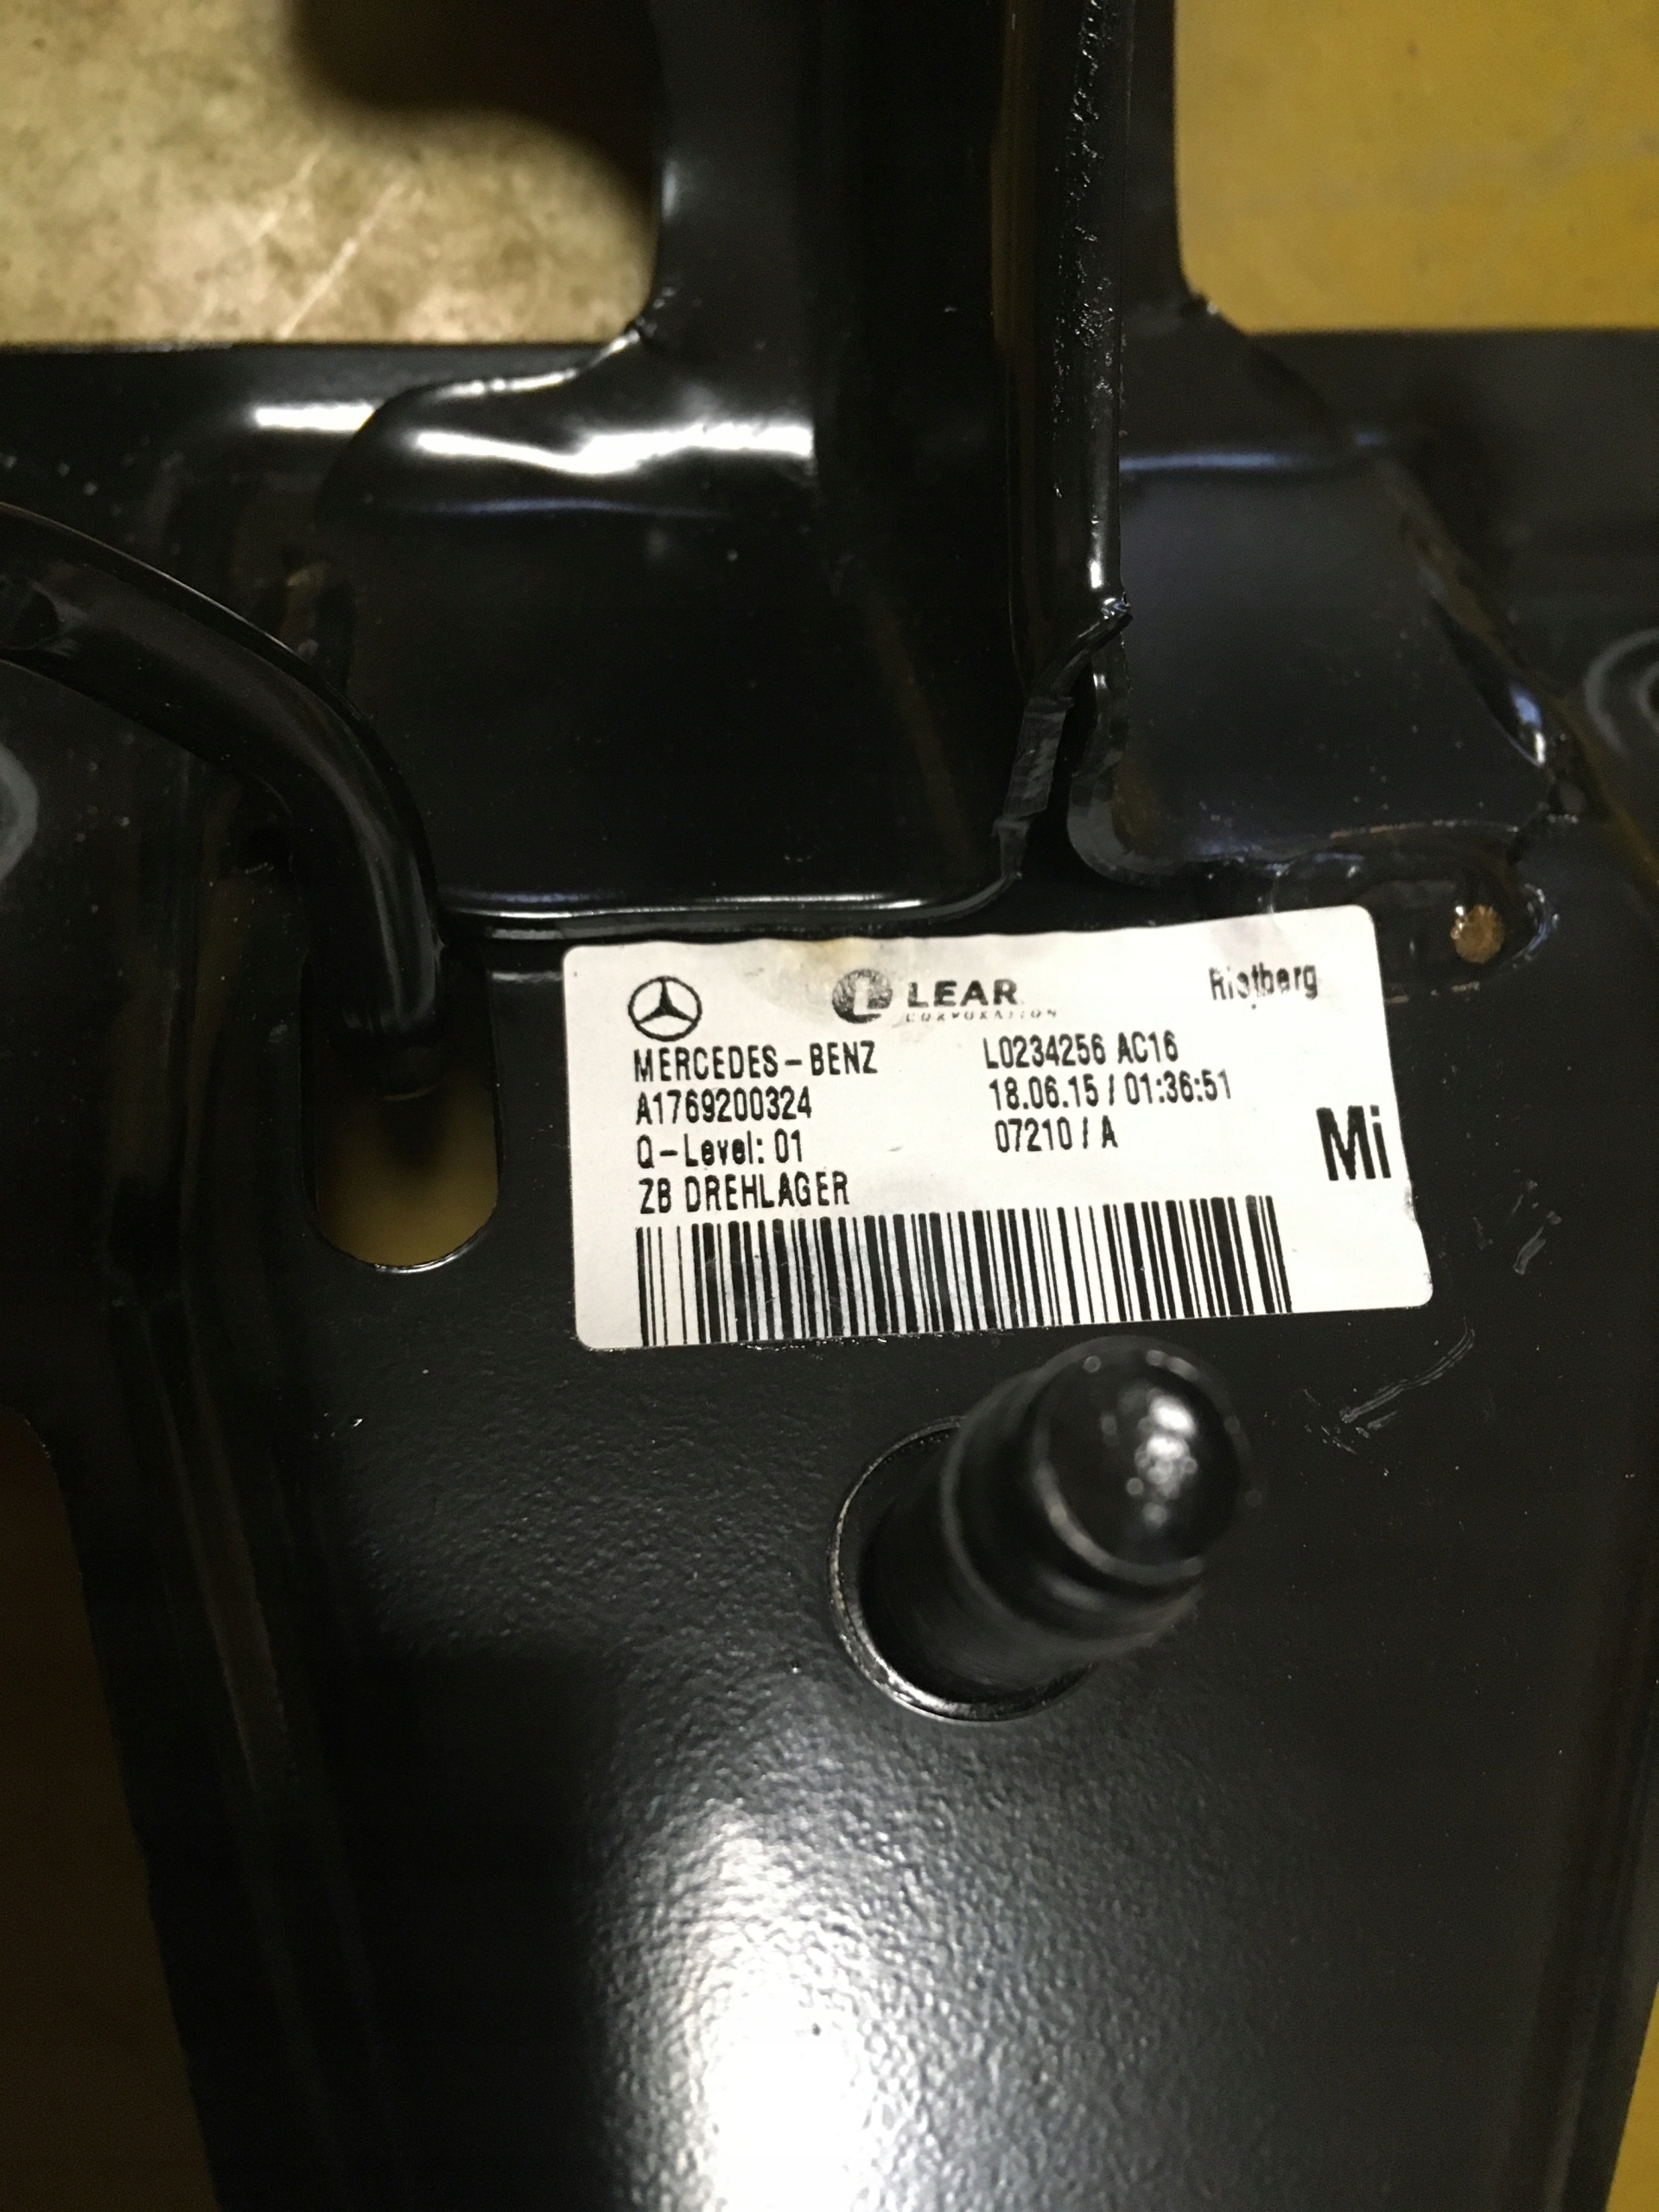 LEAR
CORPORATION
Rietberg
MERCEDES-BENZ
A1769200324
Q-Level: 01
ZB DREHLAGER
L0234256 AC16
18.06.15 / 01:36:51
07210 / A
Mi